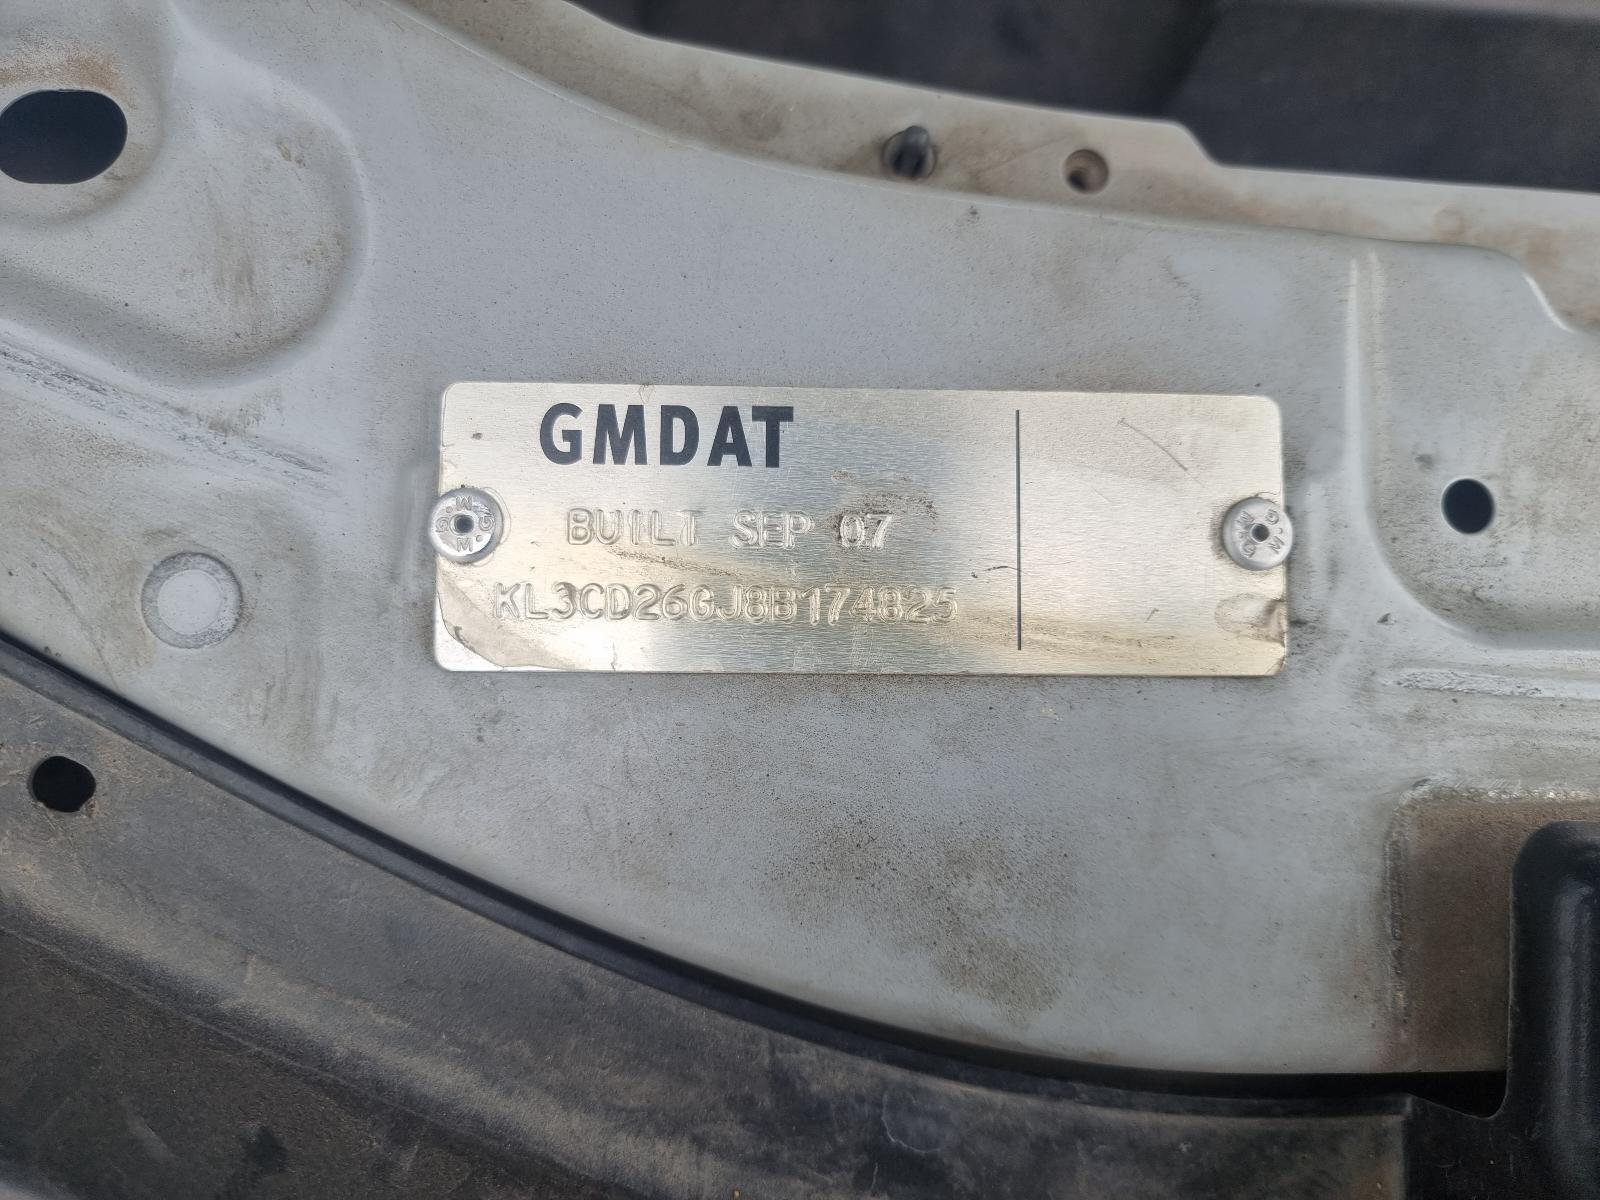 GMDAT
BUILT SEP 07
KL3CD26GJ8B174825